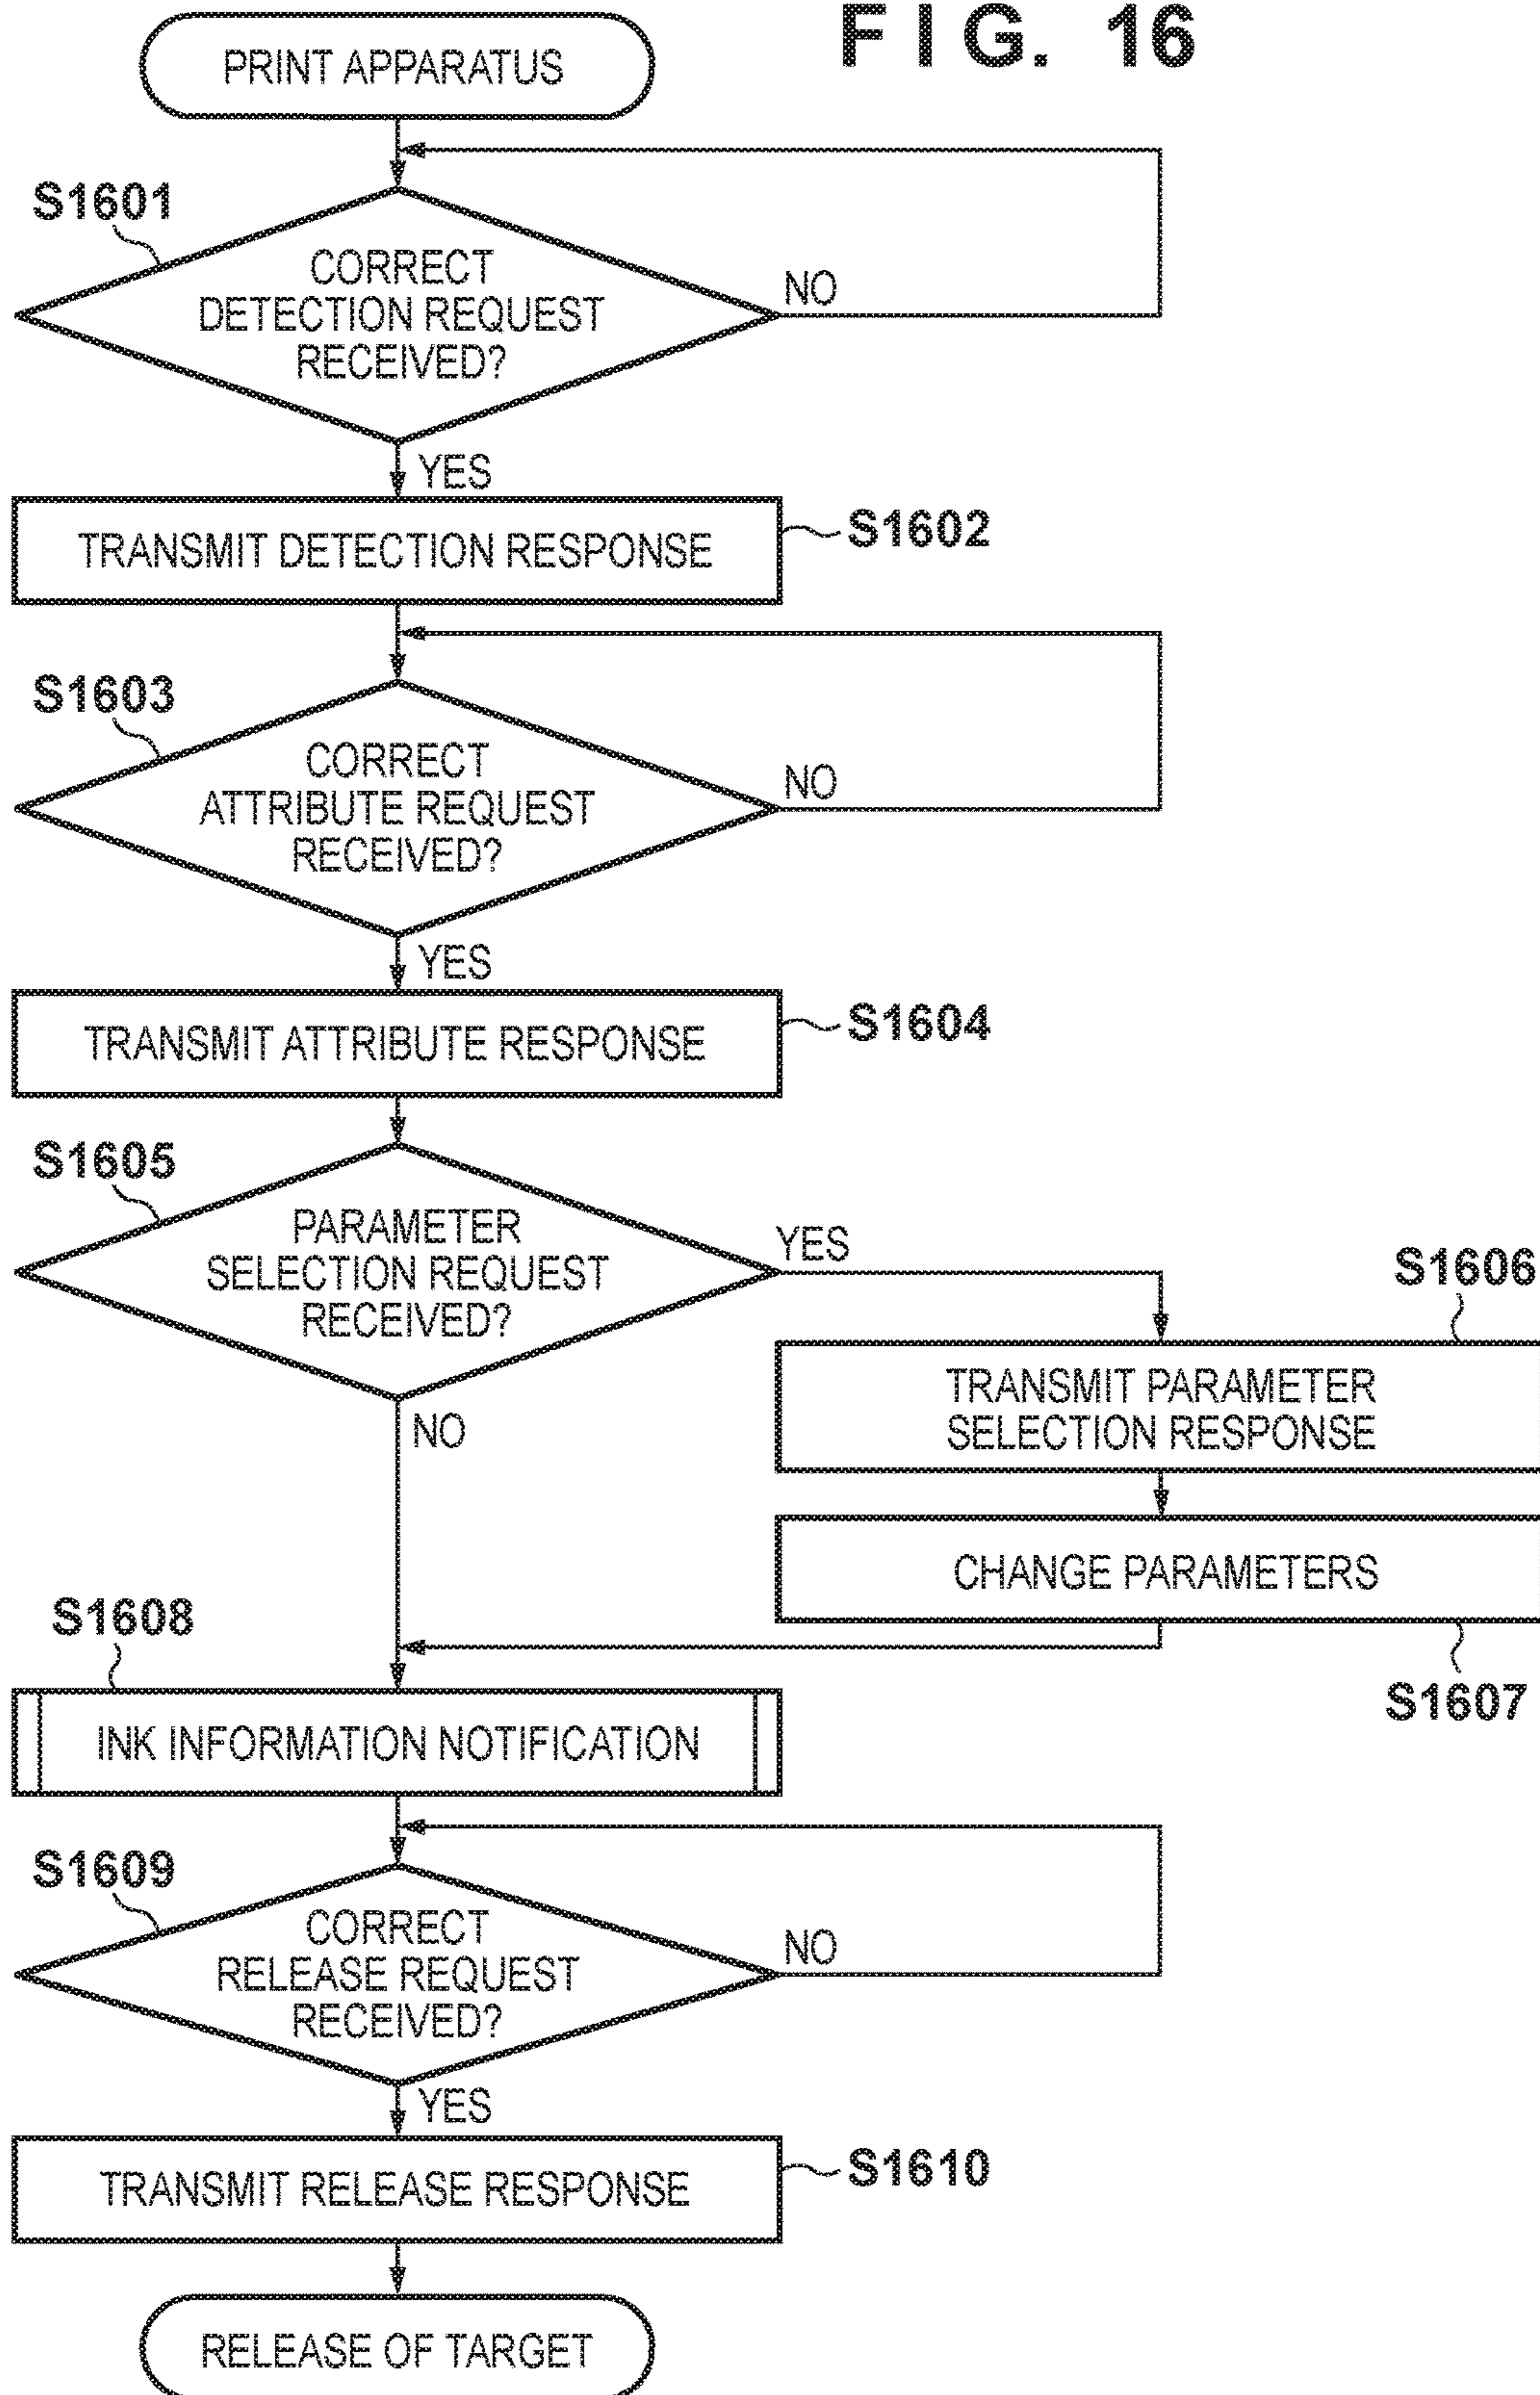 FIG. 16
PRINT APPARATUS
S1601
CORRECT
DETECTION REQUEST
RECEIVED?
NO
YES
TRANSMIT DETECTION RESPONSE
S1602
S1603
CORRECT
ATTRIBUTE REQUEST
RECEIVED?
NO
YES
TRANSMIT ATTRIBUTE RESPONSE
S1604
S1605
PARAMETER
SELECTION REQUEST
RECEIVED?
YES
NO
S1606
TRANSMIT PARAMETER
SELECTION RESPONSE
CHANGE PARAMETERS
S1607
S1608
INK INFORMATION NOTIFICATION
S1609
CORRECT
RELEASE REQUEST
RECEIVED?
NO
YES
TRANSMIT RELEASE RESPONSE
S1610
RELEASE OF TARGET